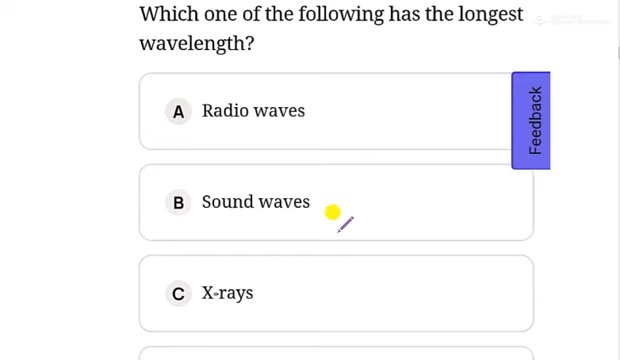 Which one of the following has the longest
wavelength?
A Radio waves
Feedback
B Sound waves
C X-rays